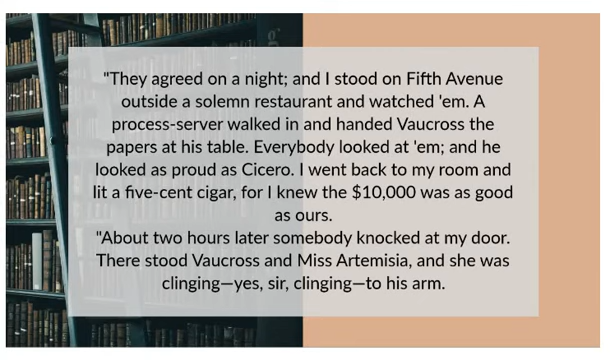 "They agreed on a night; and I stood on Fifth Avenue
outside a solemn restaurant and watched 'em. A
process-server walked in and handed Vaucross the
papers at his table. Everybody looked at 'em; and he
looked as proud as Cicero. I went back to my room and
lit a five-cent cigar, for I knew the $10,000 was as good
as ours.
"About two hours later somebody knocked at my door.
There stood Vaucross and Miss Artemisia, and she was
clinging—yes, sir, clinging—to his arm.